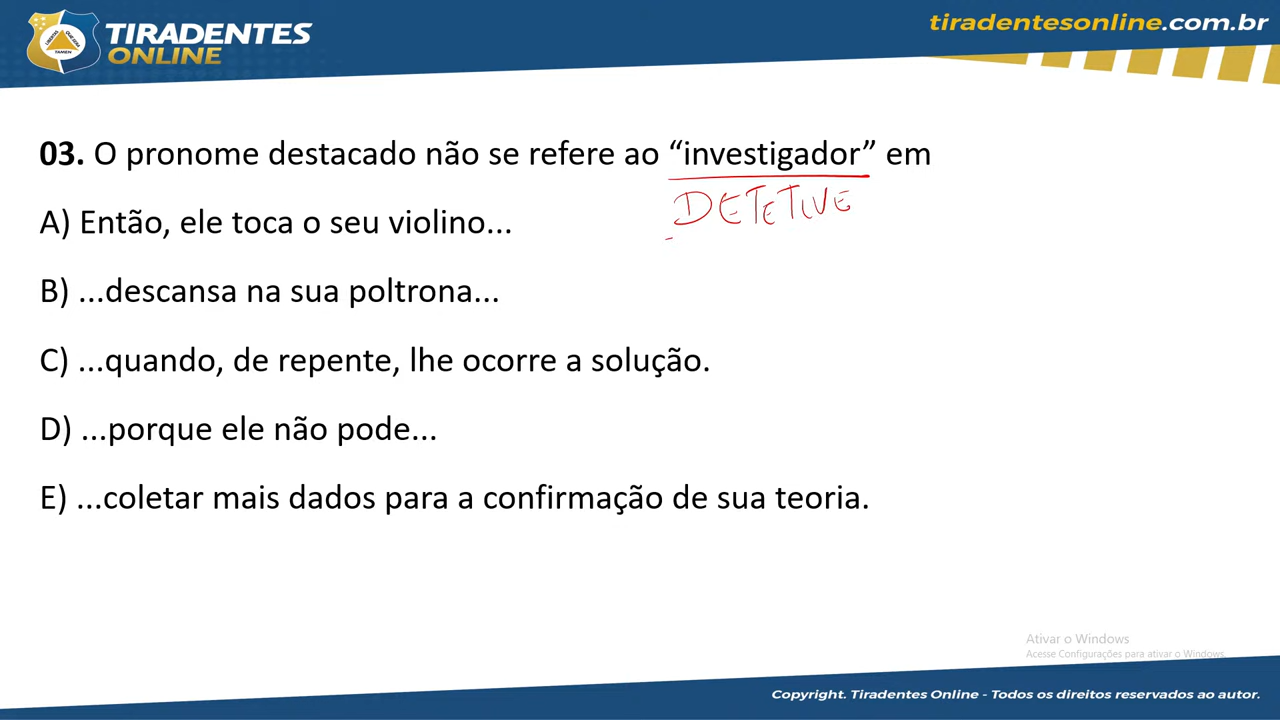 TIRADENTES
ONLINE
tiradentesonline.com.br
03. O pronome destacado não se refere ao “investigador” em
DETETIVE
A) Então, ele toca o seu violino...
B) ...descansa na sua poltrona...
C) ...quando, de repente, lhe ocorre a solução.
D) ...porque ele não pode...
E) ...coletar mais dados para a confirmação de sua teoria.
Ativar o Windows
Acesse Configurações para ativar o Windows.
Copyright. Tiradentes Online - Todos os direitos reservados ao autor.